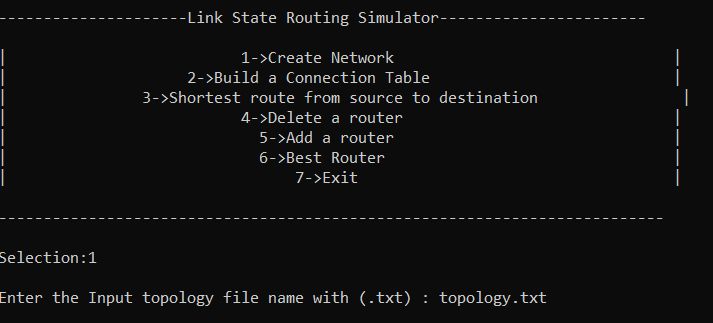 ---------------------Link State Routing Simulator-----------------------
| 1->Create Network |
| 2->Build a Connection Table |
| 3->Shortest route from source to destination |
| 4->Delete a router |
| 5->Add a router |
| 6->Best Router |
| 7->Exit |
--------------------------------------------------------------------------
Selection:1
Enter the Input topology file name with (.txt) : topology.txt